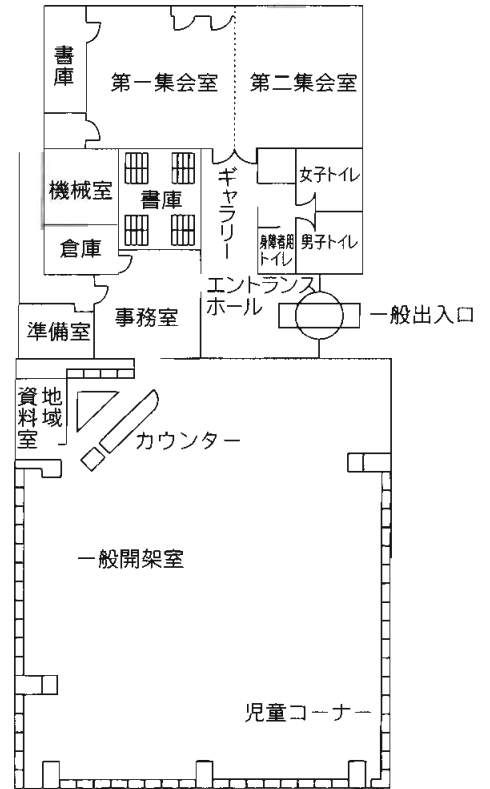 書庫
第一集会室
第二集会室
機械室
書庫
ギャラリー
女子トイレ
倉庫
身障者用
トイレ
男子トイレ
エントランス
ホール
一般出入口
準備室
事務室
地域
資料室
カウンター
一般開架室
児童コーナー